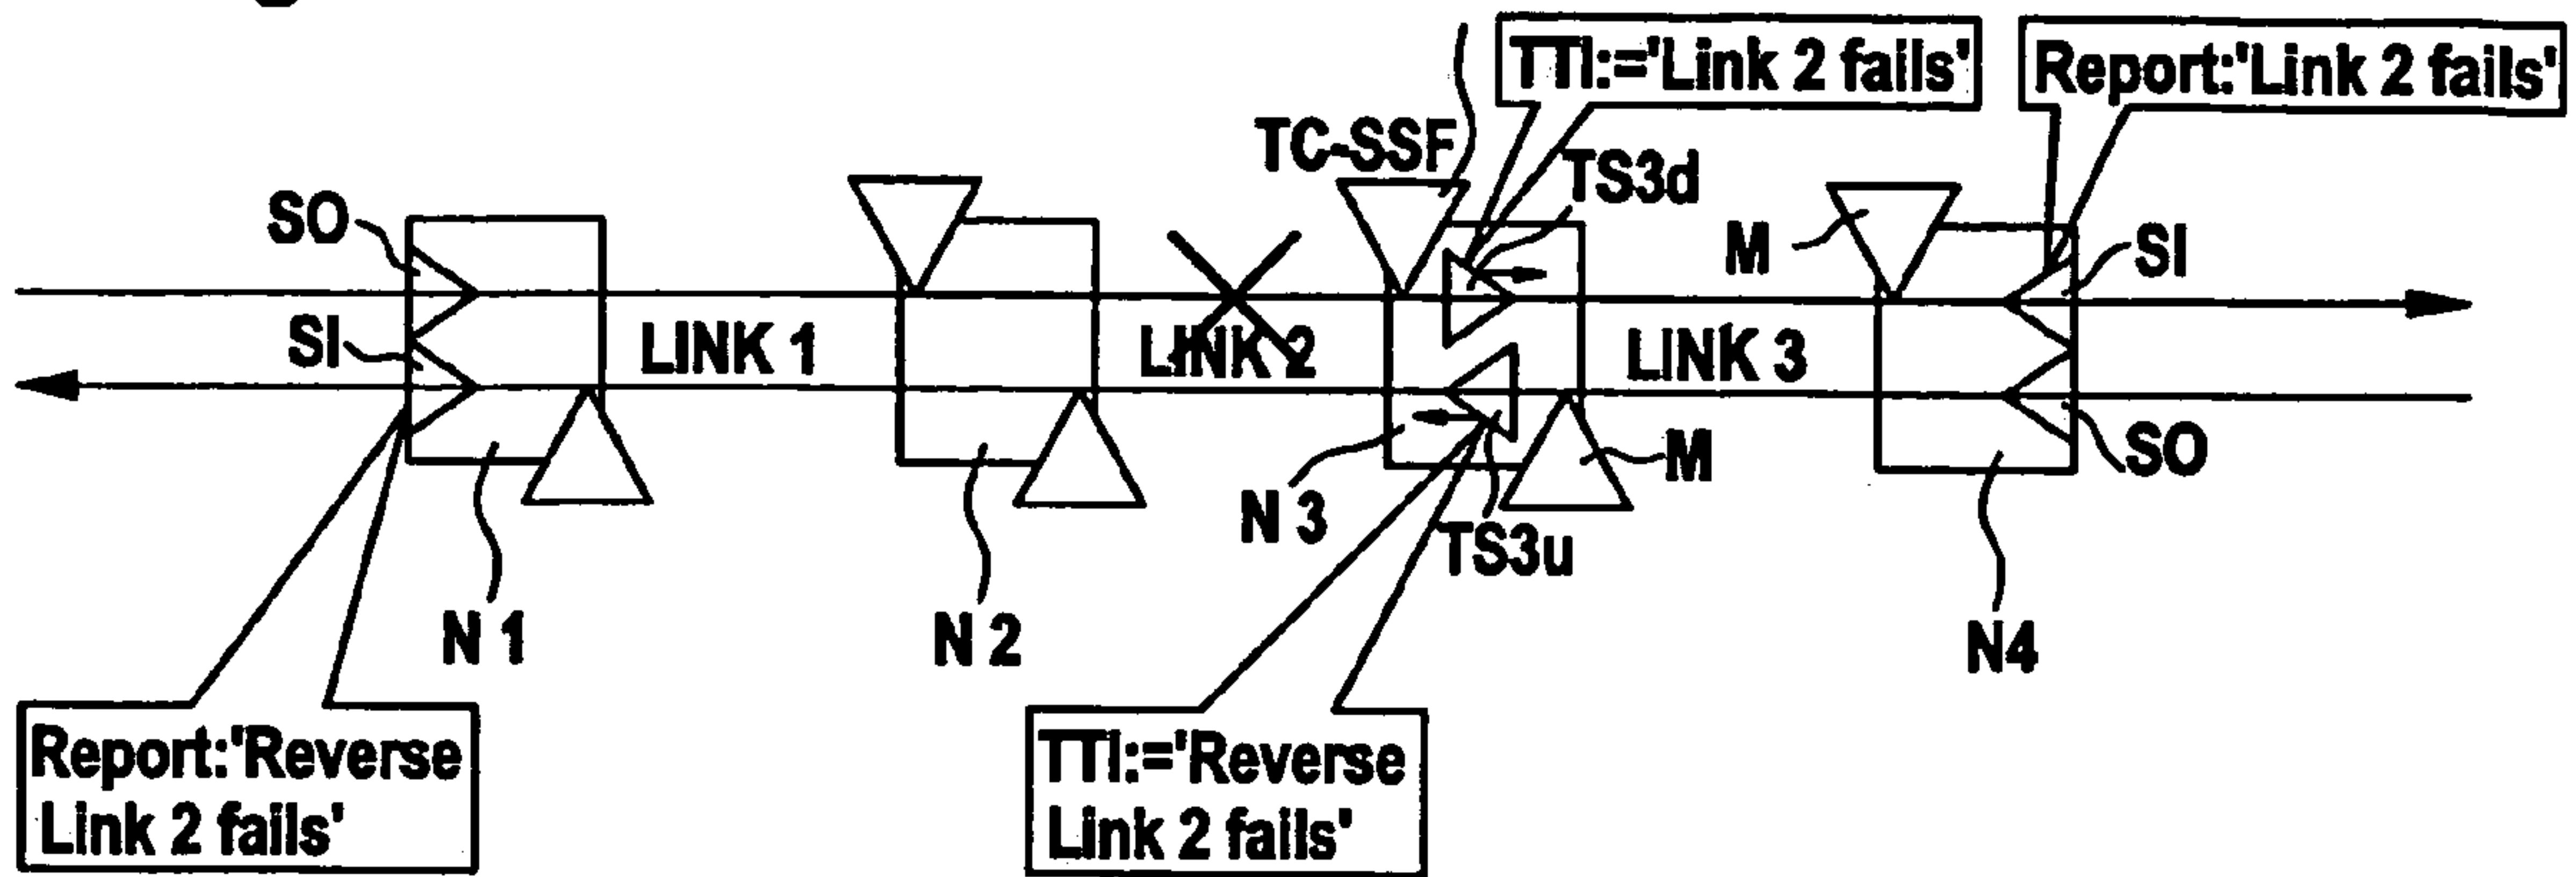 TTI:='Link 2 fails'
Report:'Link 2 fails'
TC-SSF
TS3d
SO
M
SI
SI
LINK 1
LINK 2
LINK 3
SO
M
N 3
TS3u
N 1
N 2
N4
Report:'Reverse
Link 2 fails'
TTI:='Reverse
Link 2 fails'